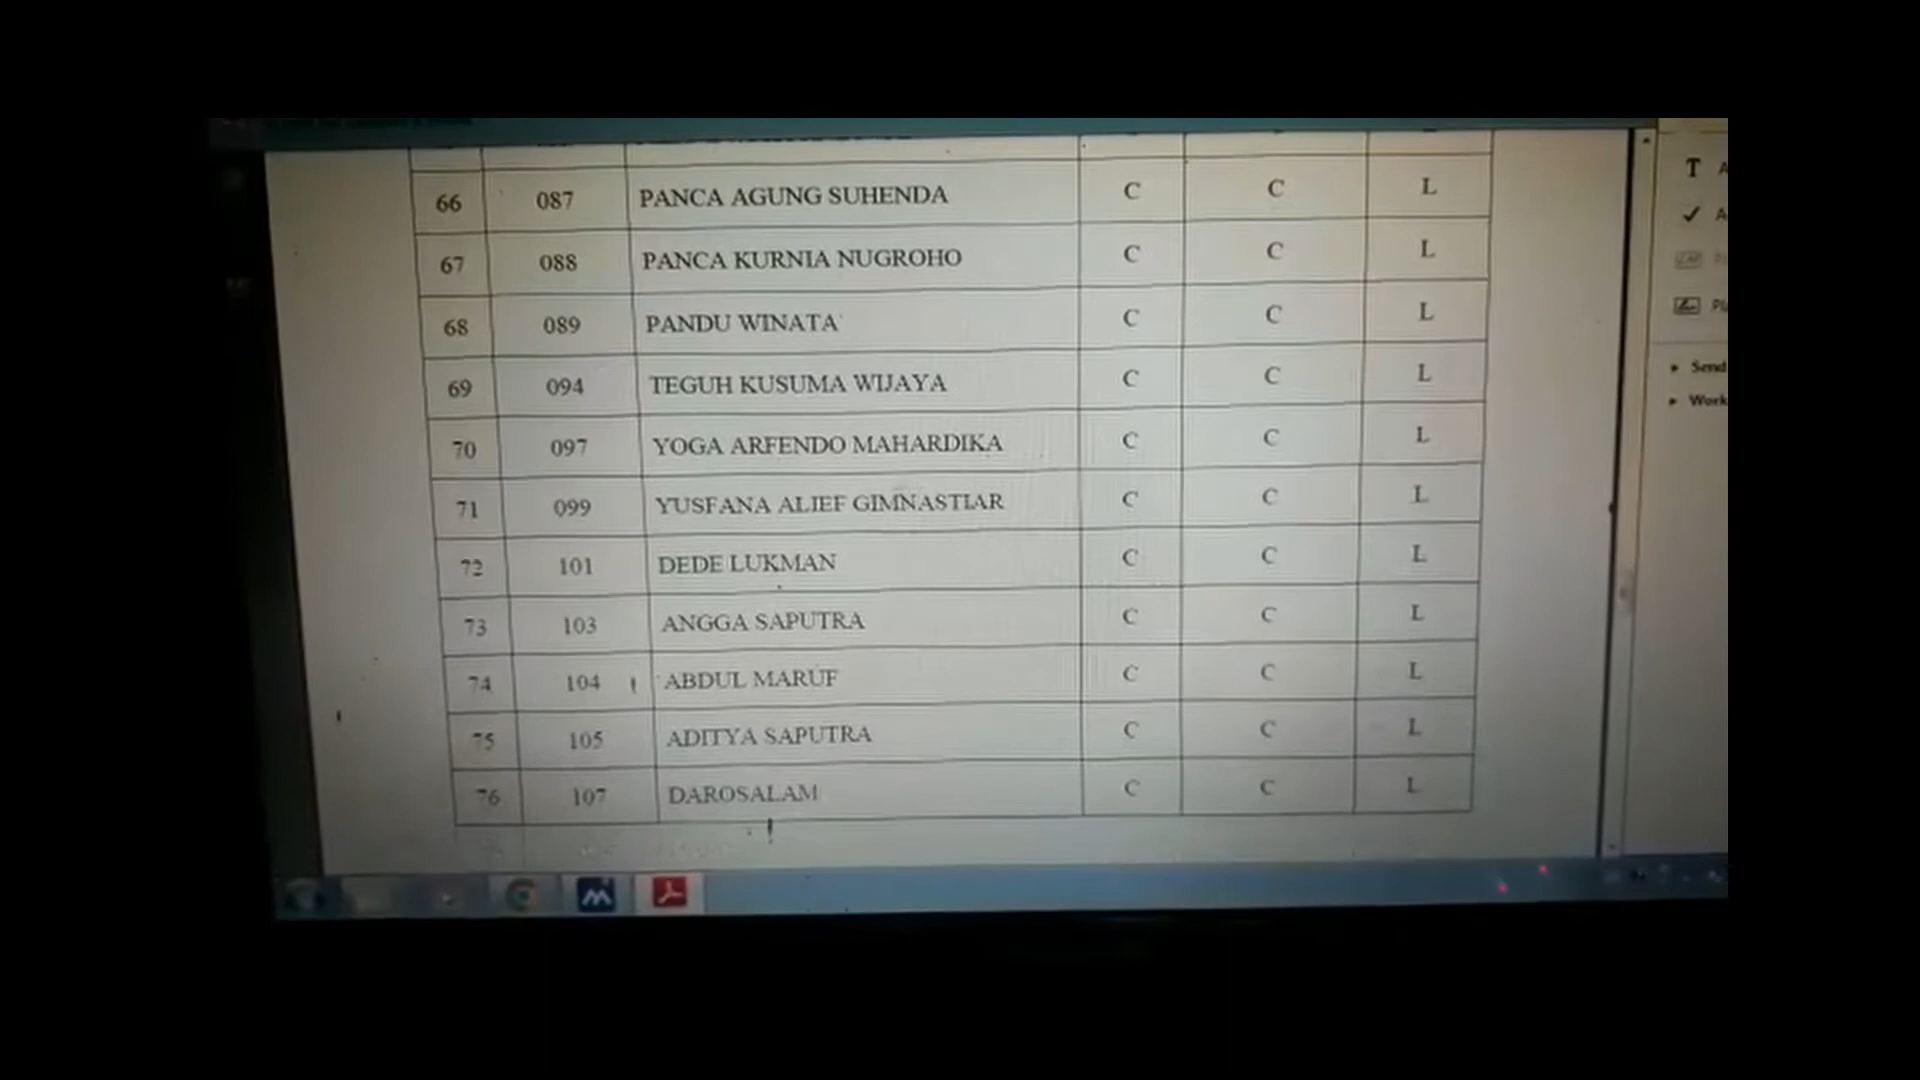 66 087 PANCA AGUNG SUHENDA C C L
67 088 PANCA KURNIA NUGROHO C C L
68 089 PANDU WINATA C C L
69 094 TEGUH KUSUMA WIJAYA C C L
70 097 YOGA ARFENDO MAHARDIKA C C L
71 099 YUSFANA ALIEF GIMNASTIAR C C L
72 101 DEDE LUKMAN C C L
73 103 ANGGA SAPUTRA C C L
74 104 ABDUL MARUF C C L
75 105 ADITYA SAPUTRA C C L
76 107 DAROSALAM C C L
T A
A
Send
Work